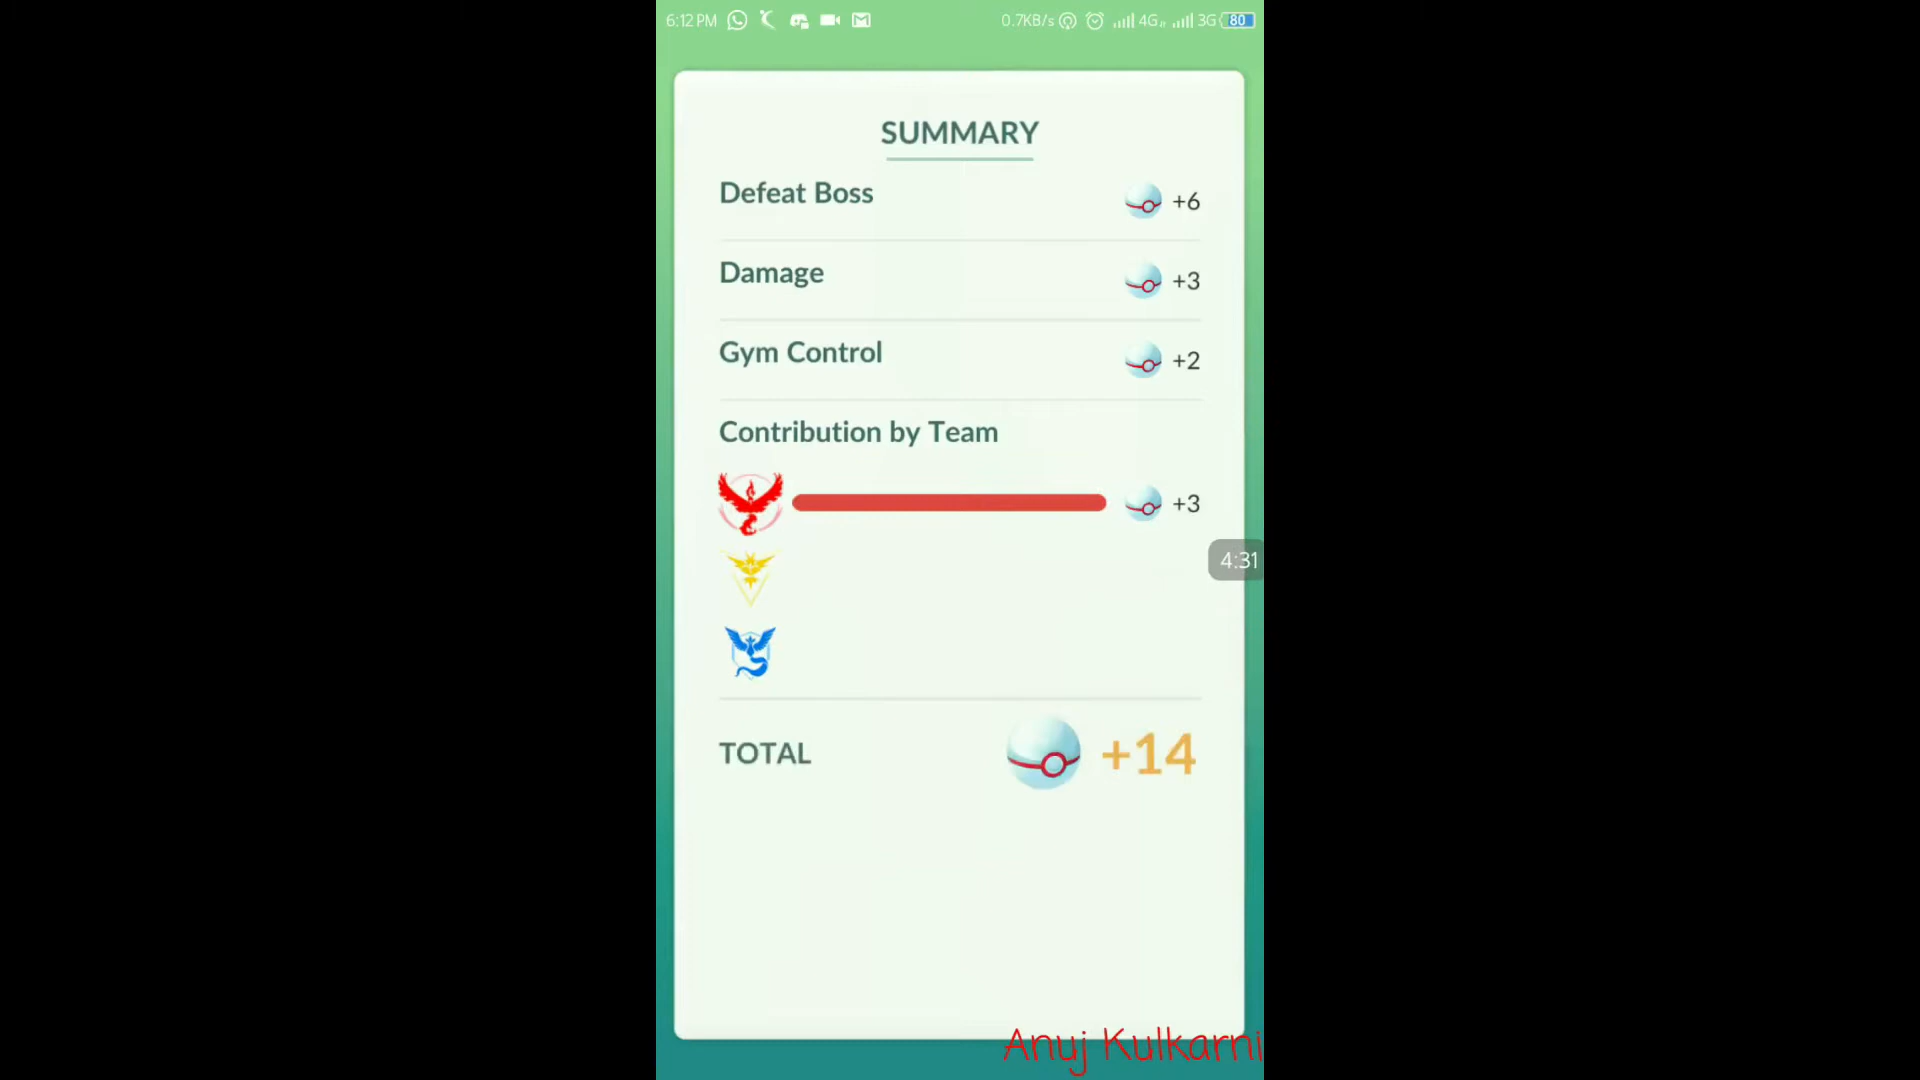 6:12 PM 0.7KB/s 4G 3G 80
SUMMARY
Defeat Boss +6
Damage +3
Gym Control +2
Contribution by Team
+3
4:31
TOTAL +14
Anuj Kulkarni